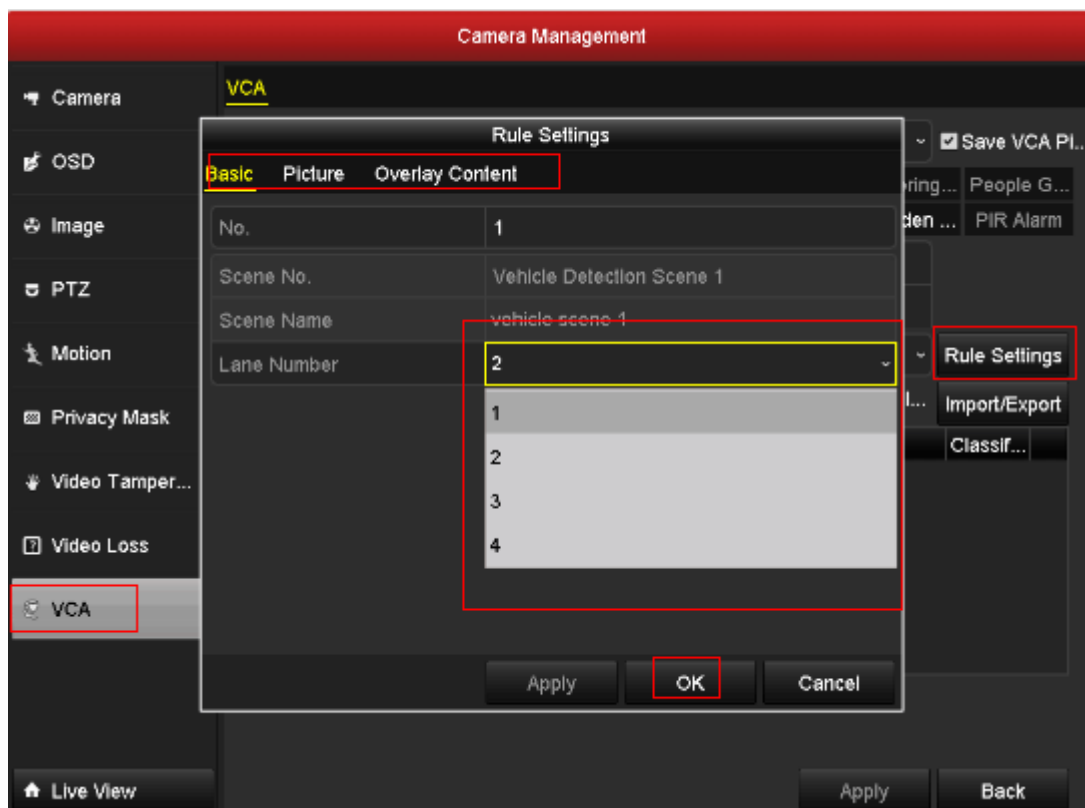 Camera Management
Camera
OSD
Image
PTZ
Motion
Privacy Mask
Video Tamper...
Video Loss
VCA
Live View
VCA
Save VCA Pi...
ring... People G...
den ... PIR Alarm
Rule Settings
Import/Export
Classif...
Rule Settings
Basic Picture Overlay Content
No. 1
Scene No. Vehicle Detection Scene 1
Scene Name vehicle scene 1
Lane Number 2
1
2
3
4
Apply OK Cancel
Apply Back